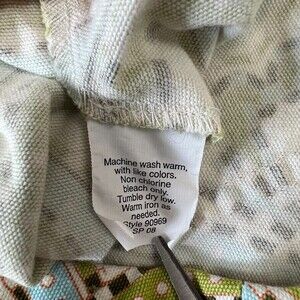 Machine wash warm,
with like colors.
Non chlorine
bleach only.
Tumble dry low.
Warm iron as
needed.
Style 90969
SP 08